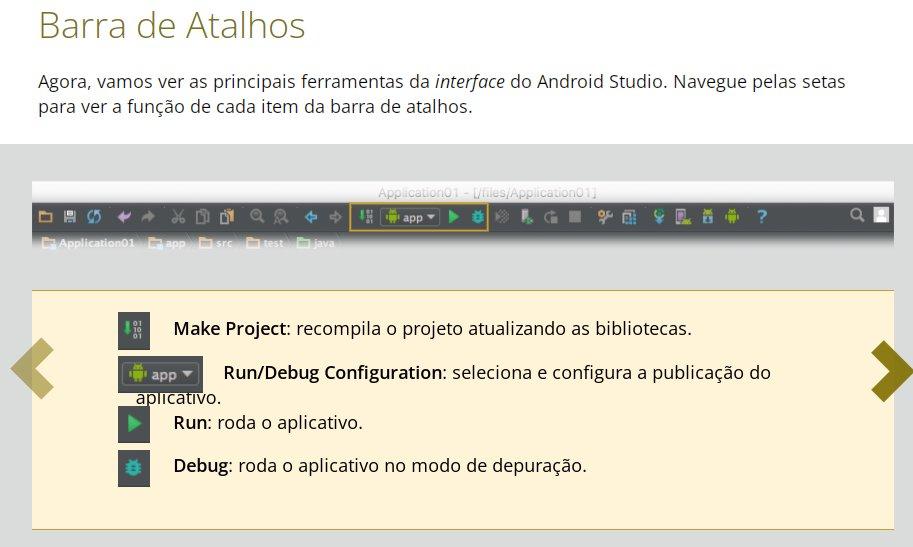 Barra de Atalhos
Agora, vamos ver as principais ferramentas da interface do Android Studio. Navegue pelas setas
para ver a função de cada item da barra de atalhos.
Application01 - [/files/Application01]
app
Application01 app src test java
Make Project: recompila o projeto atualizando as bibliotecas.
app Run/Debug Configuration: seleciona e configura a publicação do
aplicativo.
Run: roda o aplicativo.
Debug: roda o aplicativo no modo de depuração.